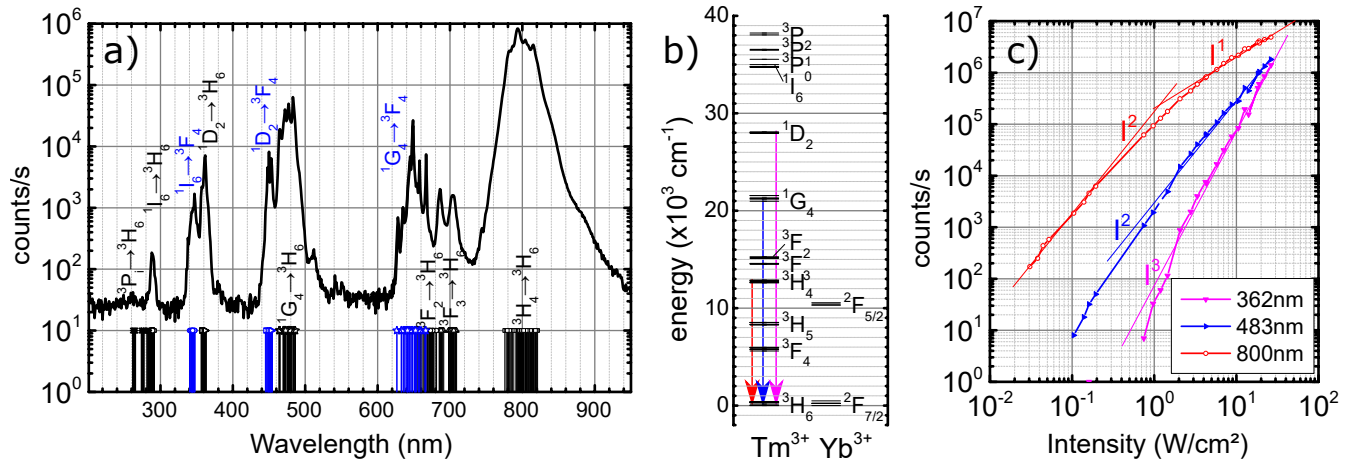 a)
counts/s
10⁶
10⁵
10⁴
10³
10²
10¹
10⁰
³Pᵢ→³H₆
¹I₆→³H₆
¹I₆→³F₄
¹D₂→³H₆
¹D₂→³F₄
¹G₄→³H₆
¹G₄→³F₄
³F₂→³H₆
³F₃→³H₆
³H₄→³H₆
300 400 500 600 700 800 900
Wavelength (nm)
b)
energy (x10³ cm⁻¹)
40
30
20
10
0
³P₂
³P₁
³P₀
¹I₆
¹D₂
¹G₄
³F₂
³F₃
³H₄
²F₅/₂
³H₅
³F₄
³H₆
²F₇/₂
Tm³⁺ Yb³⁺
c)
counts/s
10⁷
10⁶
10⁵
10⁴
10³
10²
10¹
10⁰
I¹
I²
I²
I³
362nm
483nm
800nm
10⁻² 10⁻¹ 10⁰ 10¹ 10²
Intensity (W/cm²)